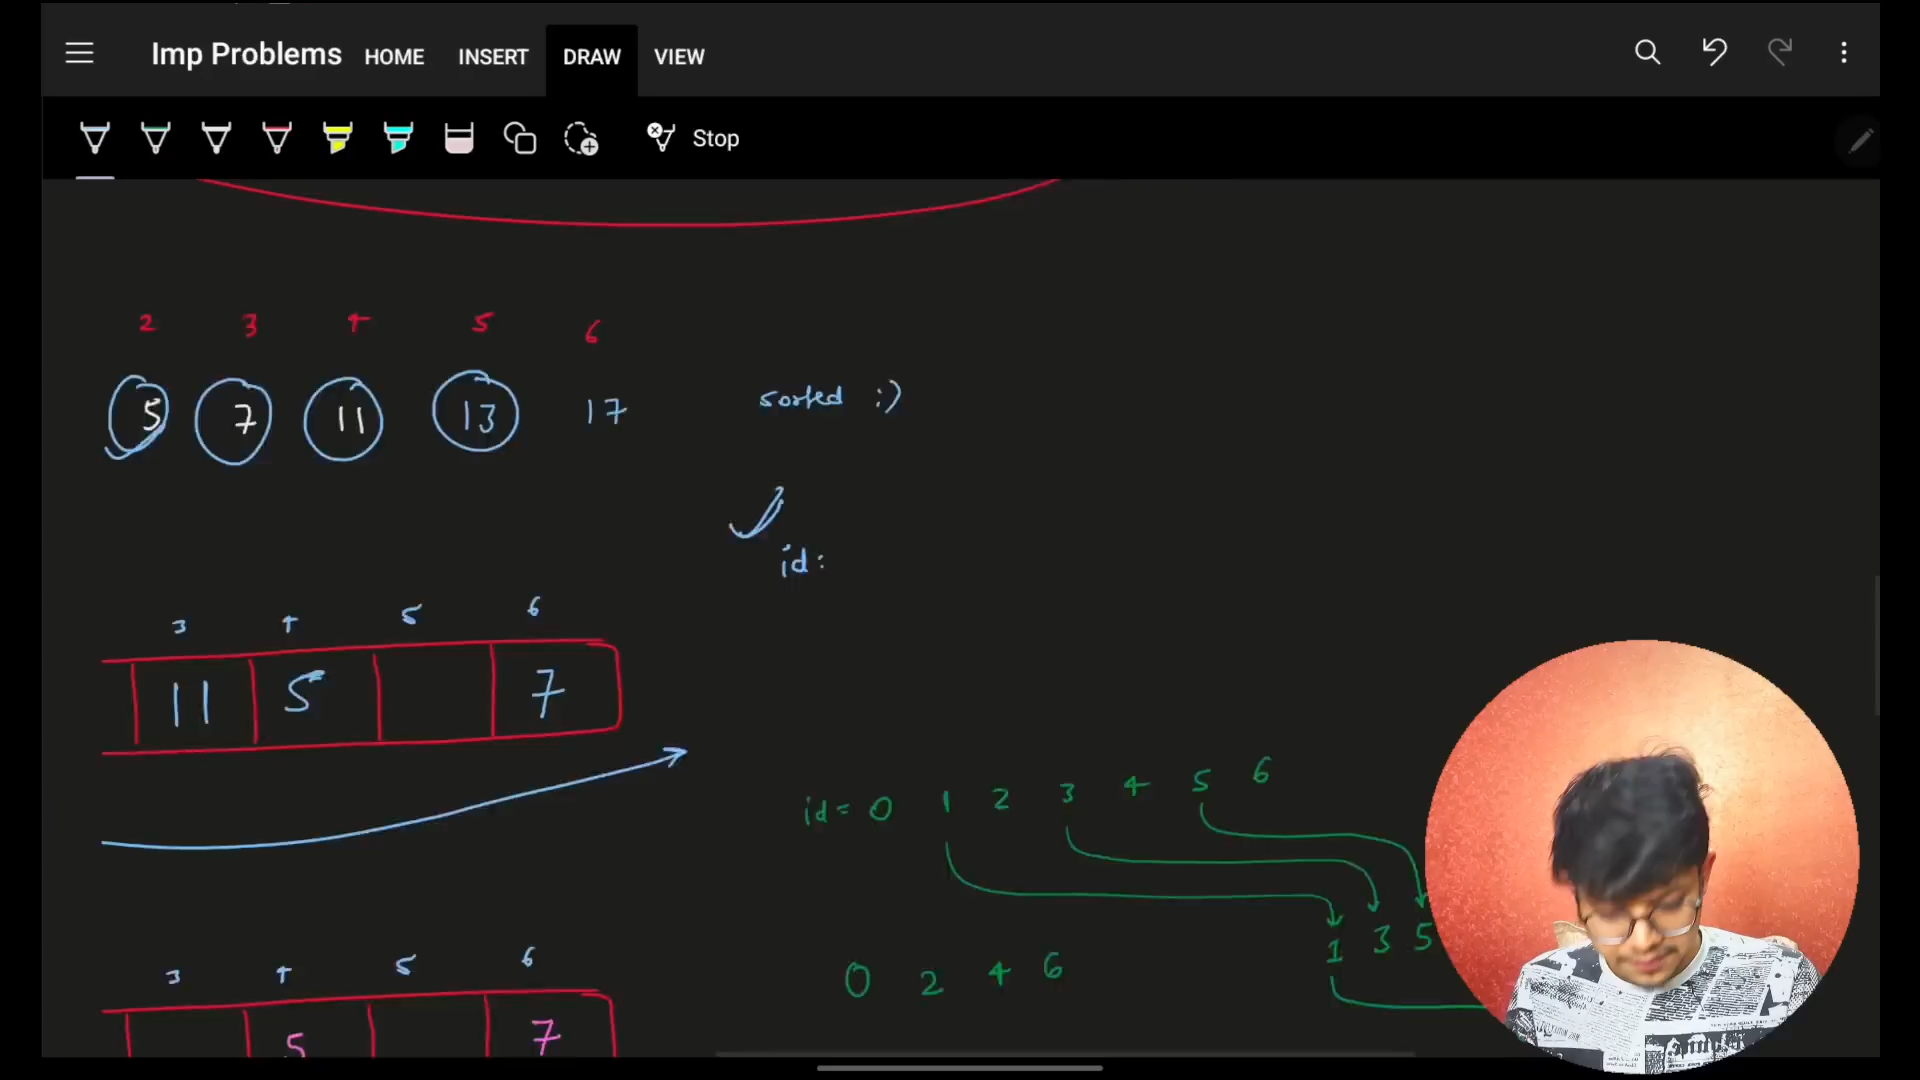 Imp Problems HOME INSERT DRAW VIEW
Stop
2 3 4 5 6
5 7 11 13 17 sorted :)
id:
3 4 5 6
11 5 7
id = 0 1 2 3 4 5 6
1 3 5
0 2 4 6
3 4 5 6
5 7